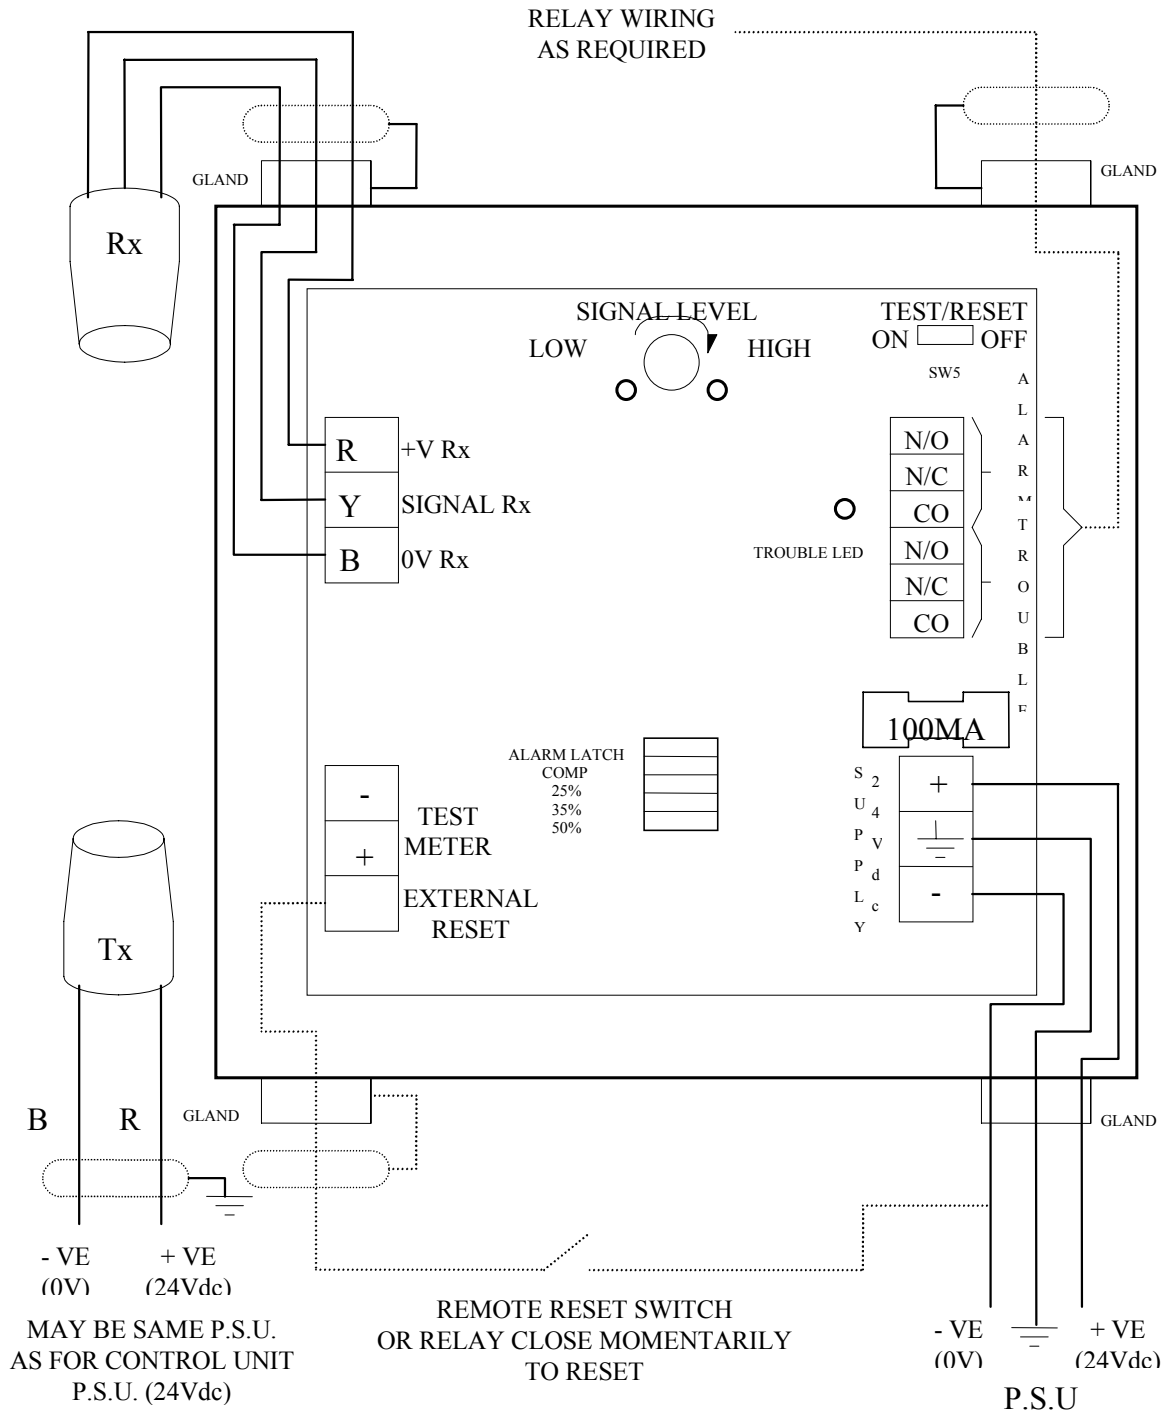 RELAY WIRING
AS REQUIRED
GLAND
GLAND
Rx
SIGNAL LEVEL
LOW
HIGH
TEST/RESET
ON
OFF
SW5
R
+V Rx
Y
SIGNAL Rx
B
0V Rx
N/O
N/C
CO
N/O
N/C
CO
ALARM
TROUBLE
TROUBLE LED
100MA
ALARM LATCH
COMP
25%
35%
50%
-
+
TEST
METER
EXTERNAL
RESET
SUPPLY
24Vdc
+
-
Tx
B
R
GLAND
GLAND
- VE
(0V)
+ VE
(24Vdc)
MAY BE SAME P.S.U.
AS FOR CONTROL UNIT
P.S.U. (24Vdc)
REMOTE RESET SWITCH
OR RELAY CLOSE MOMENTARILY
TO RESET
- VE
(0V)
+ VE
(24Vdc)
P.S.U